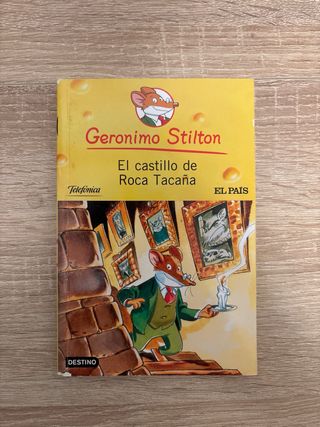 Geronimo Stilton
El castillo de
Roca Tacaña
Telefónica
EL PAÍS
DESTINO